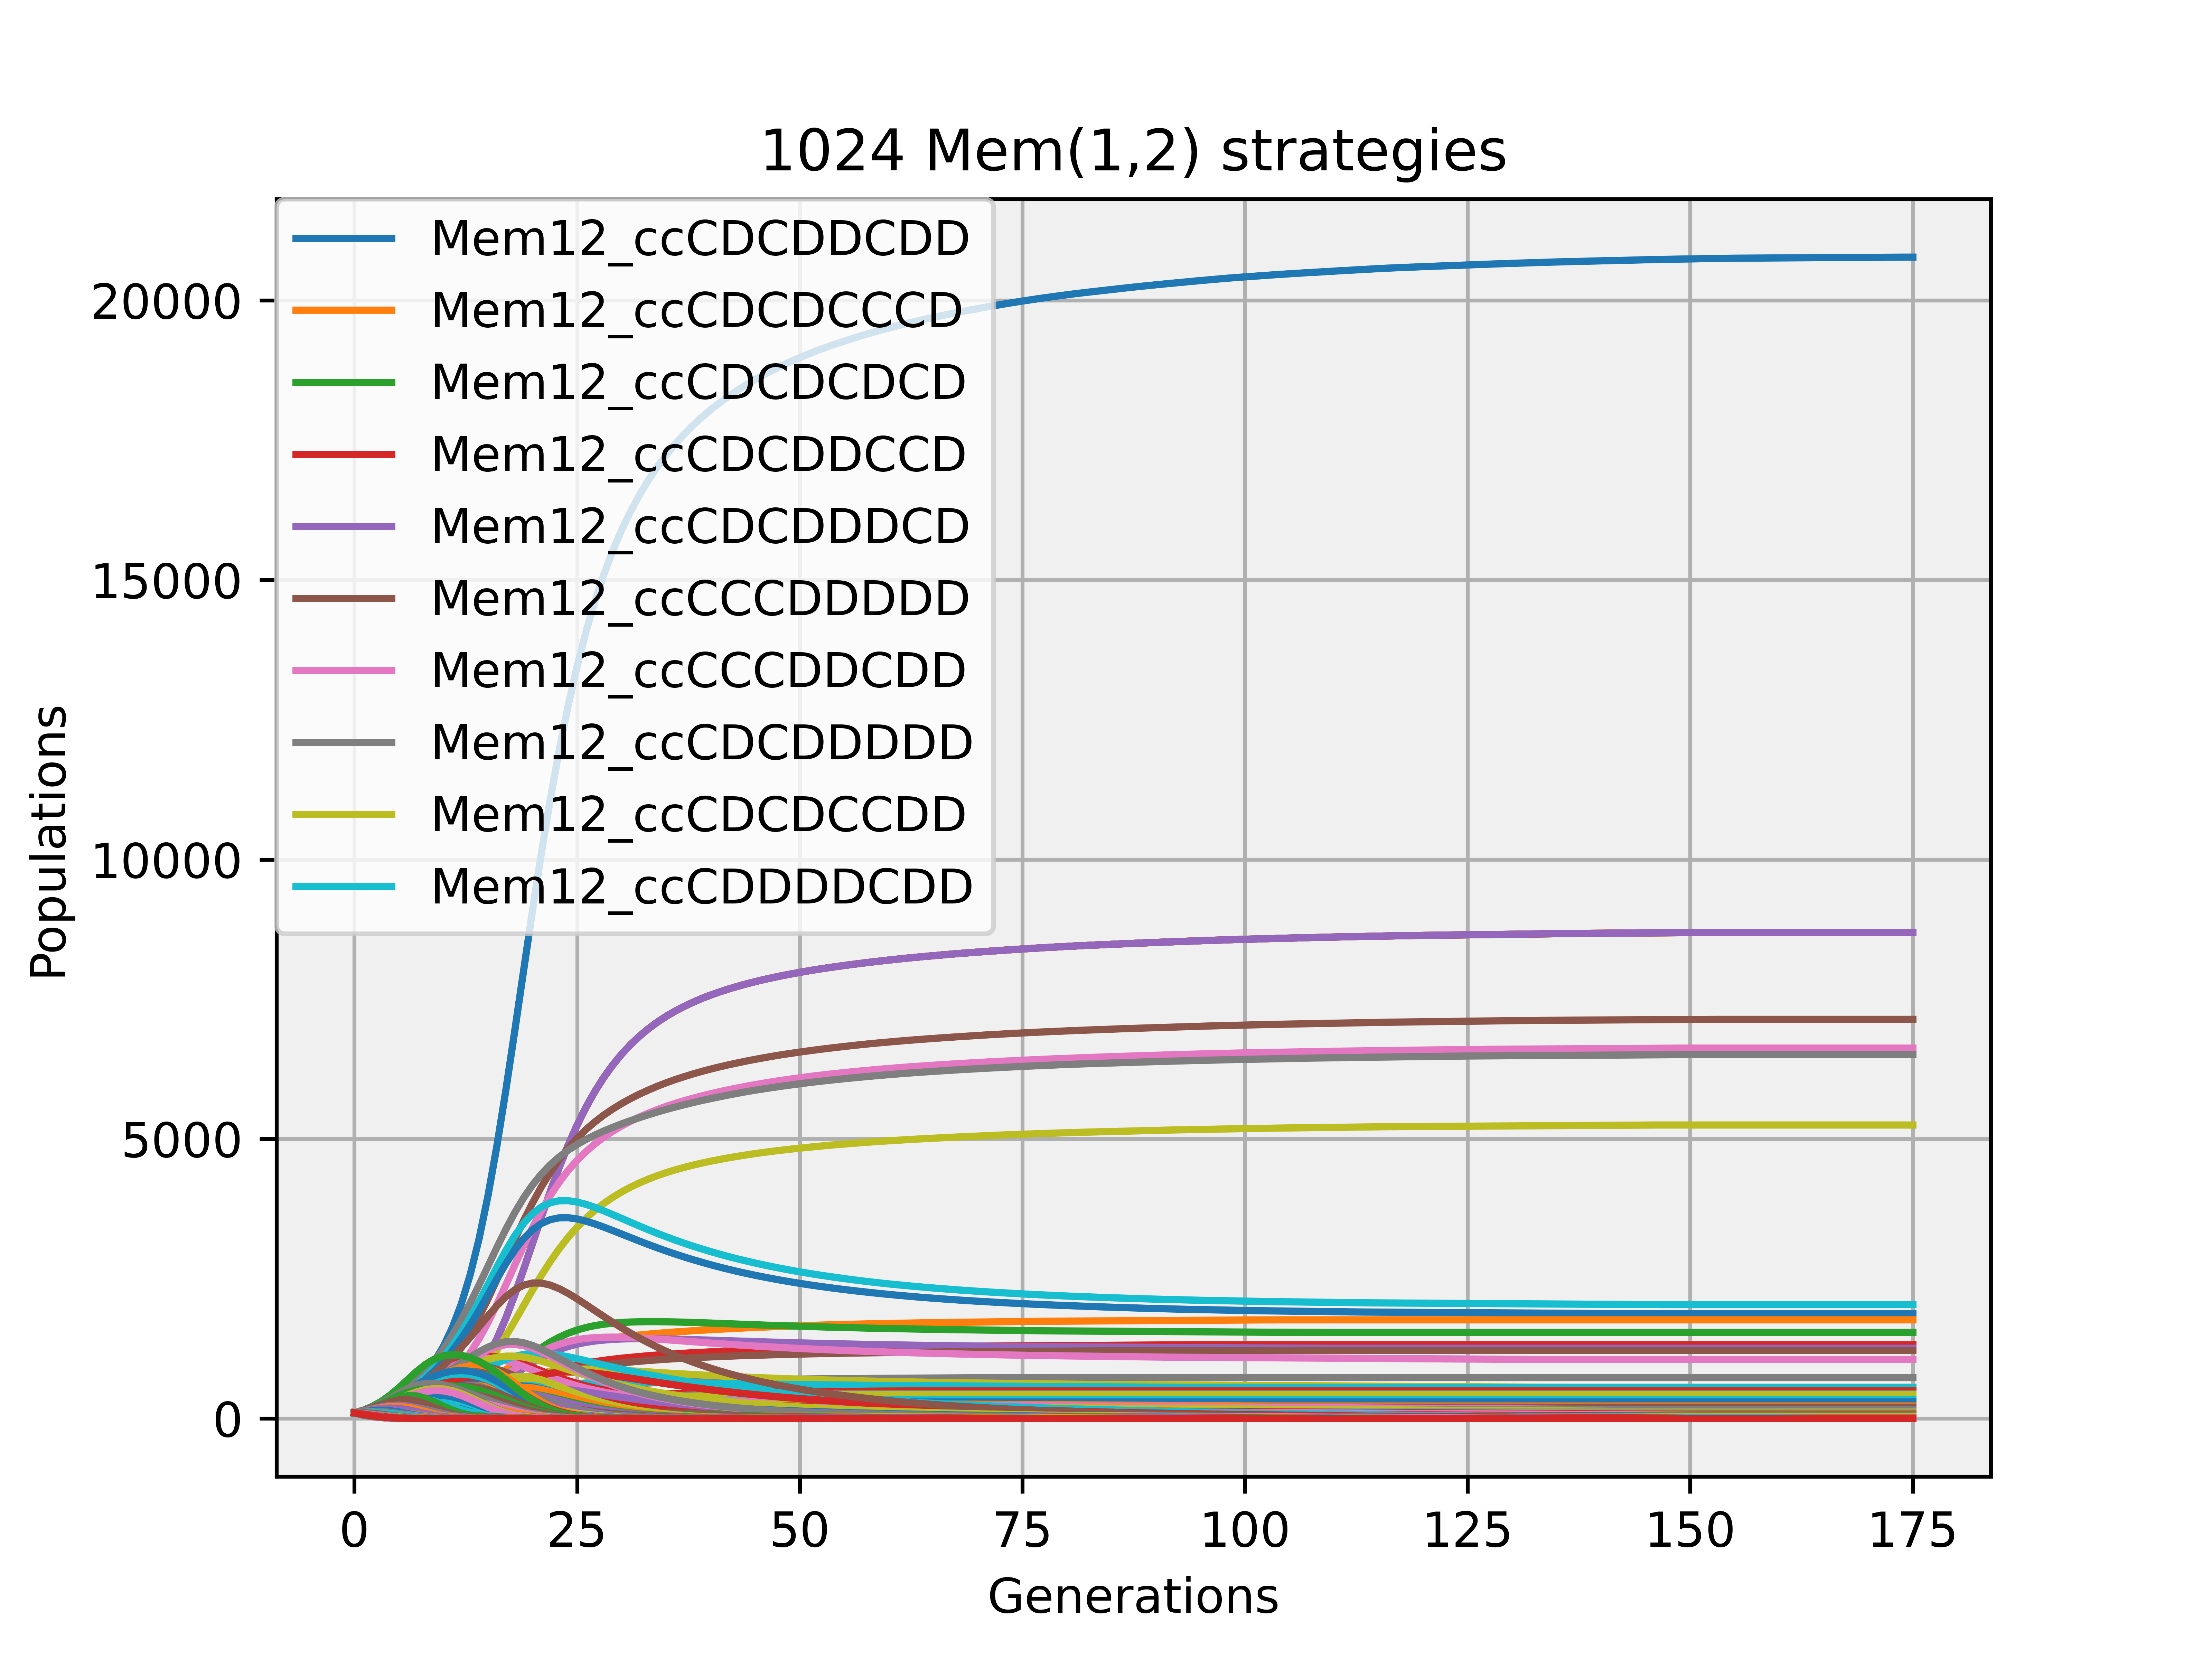 1024 Mem(1,2) strategies
Mem12_ccCDCDDCDD
Mem12_ccCDCDCCCD
Mem12_ccCDCDCDCD
Mem12_ccCDCDDCCD
Mem12_ccCDCDDDCD
Mem12_ccCCCDDDDD
Mem12_ccCCCDDCDD
Mem12_ccCDCDDDDD
Mem12_ccCDCDCCDD
Mem12_ccCDDDDCDD
20000
15000
10000
5000
0
Populations
0 25 50 75 100 125 150 175
Generations